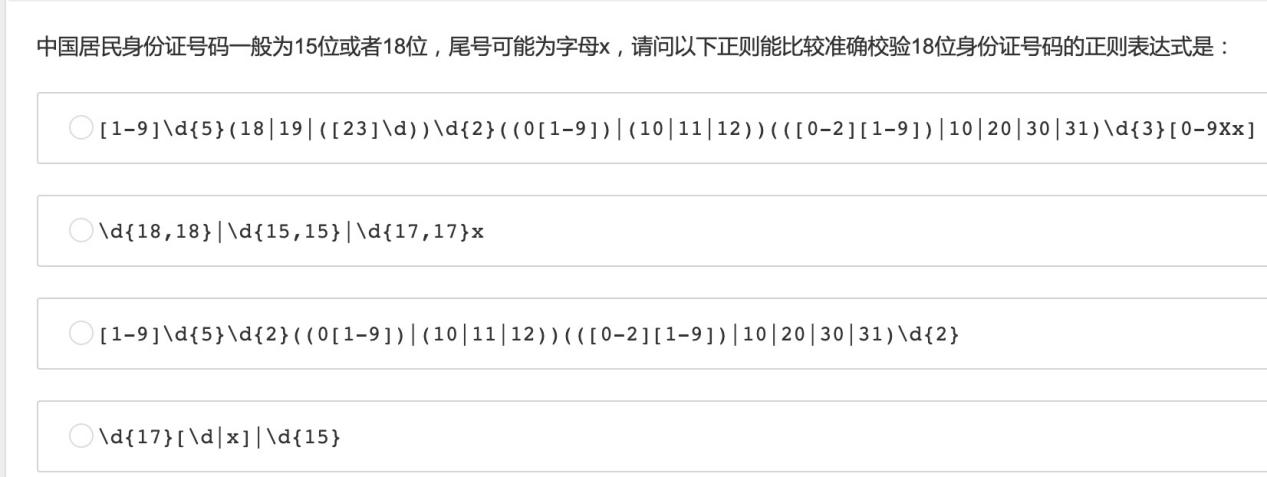 中国居民身份证号码一般为15位或者18位，尾号可能为字母x，请问以下正则能比较准确校验18位身份证号码的正则表达式是：
[1-9]\d{5}(18|19|([23]\d))\d{2}((0[1-9])|(10|11|12))(([0-2][1-9])|10|20|30|31)\d{3}[0-9Xx]
\d{18,18}|\d{15,15}|\d{17,17}x
[1-9]\d{5}\d{2}((0[1-9])|(10|11|12))(([0-2][1-9])|10|20|30|31)\d{2}
\d{17}[\d|x]|\d{15}